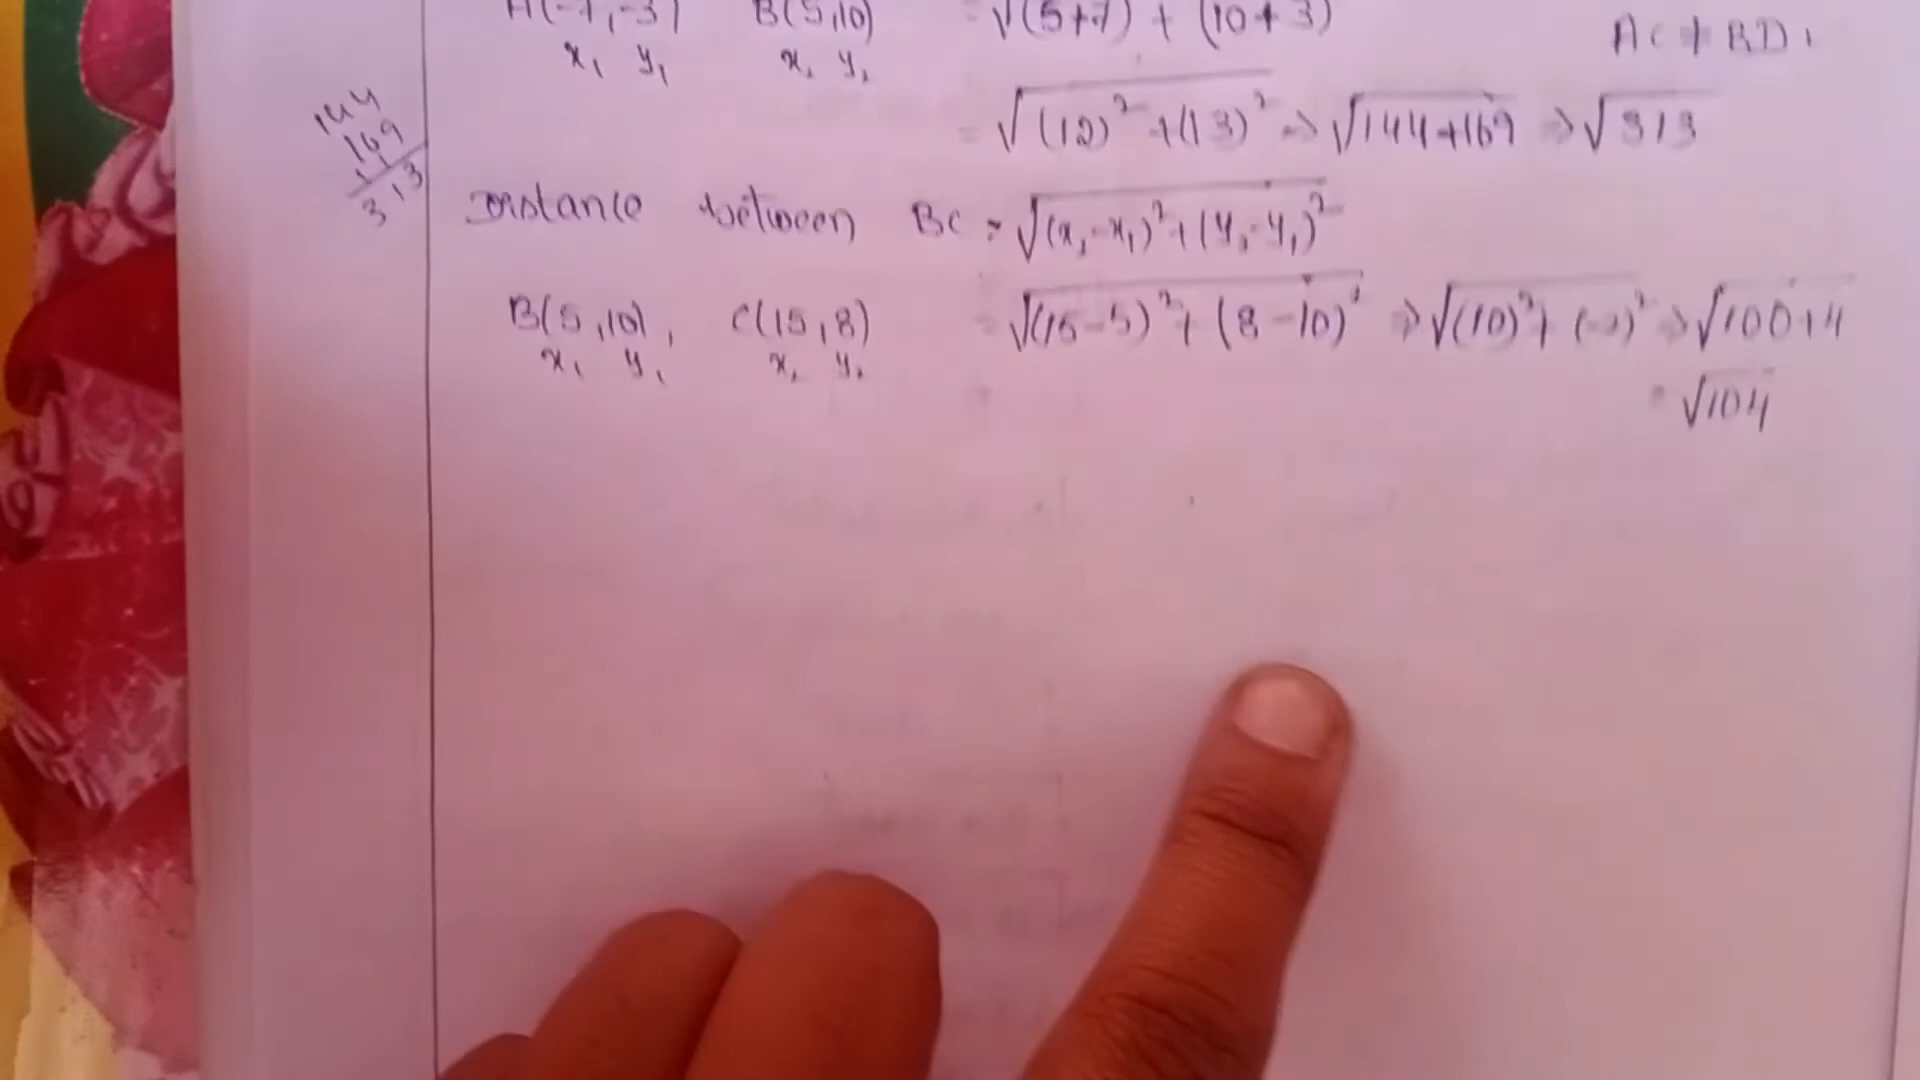 A(-7,-3) B(5,10) = √(5+7) + (10+3)
x₁ y₁ x₂ y₂ AC ≠ BD,
144
169
313
= √(12)² + (13)² ⇒ √144+169 ⇒ √313
Distance between BC = √(x₂-x₁)² + (y₂-y₁)²
B(5,10), C(15,8) = √(15-5)² + (8-10)² ⇒ √(10)² + (-2)² ⇒ √100+4
x₁ y₁ x₂ y₂
= √104